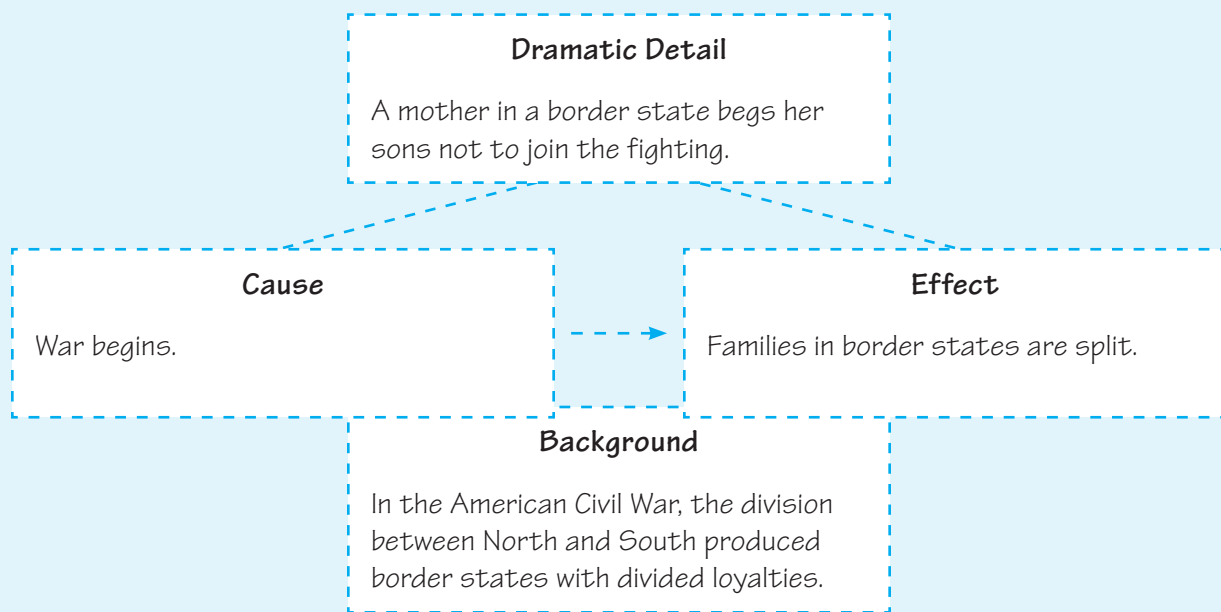 Dramatic Detail
A mother in a border state begs her
sons not to join the fighting.
Cause
War begins.
Effect
Families in border states are split.
Background
In the American Civil War, the division
between North and South produced
border states with divided loyalties.